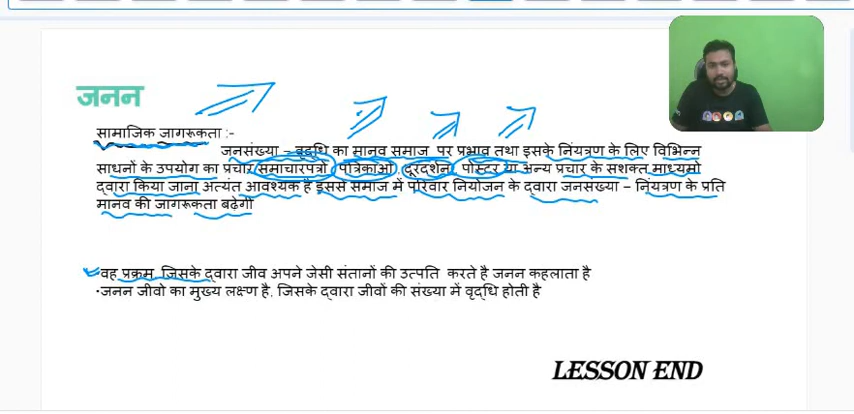 जनन
सामाजिक जागरूकता :-
जनसंख्या – वृद्धि का मानव समाज पर प्रभाव तथा इसके नियंत्रण के लिए विभिन्न
साधनों के उपयोग का प्रचार समाचारपत्रो पत्रिकाओ दूरदर्शन पोस्टर या अन्य प्रचार के सशक्त माध्यमो
द्वारा किया जाना अत्यंत आवश्यक है इससे समाज में परिवार नियोजन के द्वारा जनसंख्या – नियंत्रण के प्रति
मानव की जागरूकता बढ़ेगी
वह प्रक्रम जिसके द्वारा जीव अपने जेसी संतानों की उत्पति करते है जनन कहलाता है
•जनन जीवो का मुख्य लक्ष्ण है, जिसके द्वारा जीवों की संख्या में वृद्धि होती है
LESSON END